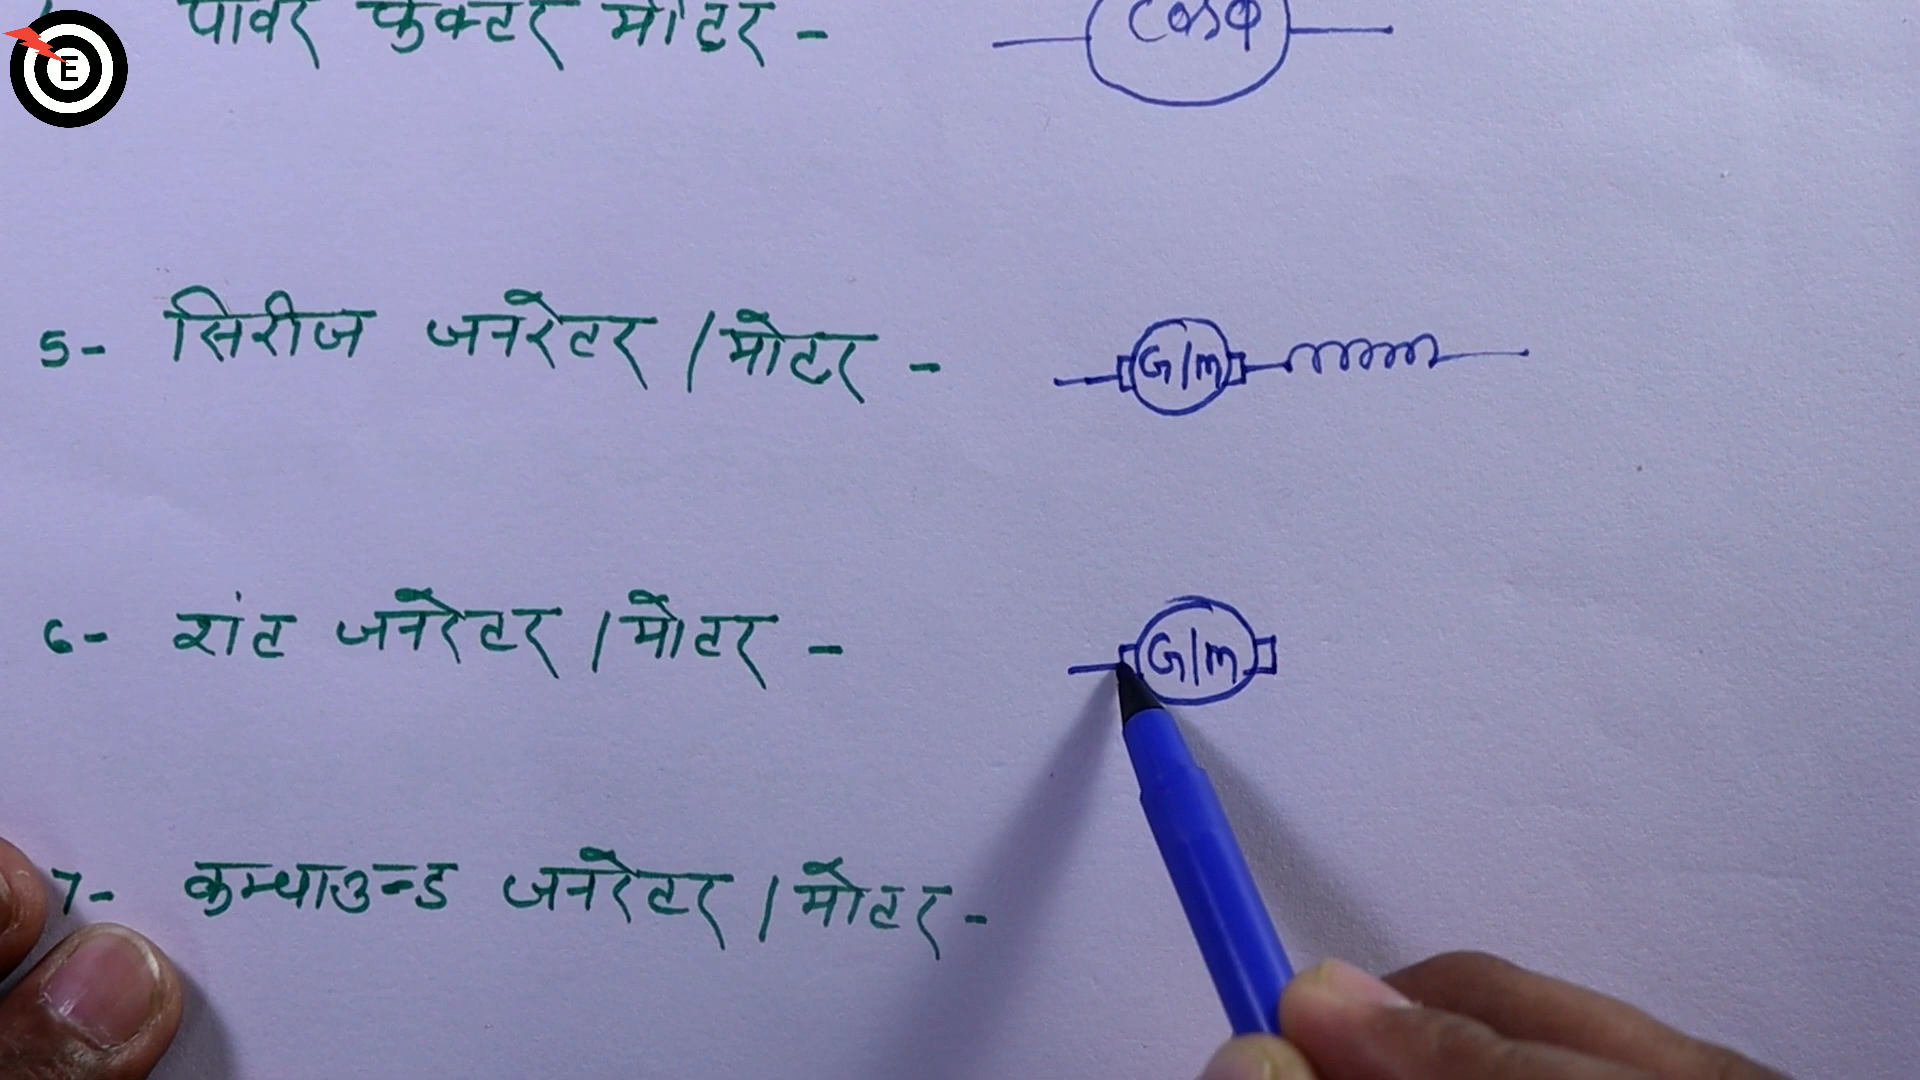 E
पावर फैक्टर मीटर - cosφ
5- सिरीज जनरेटर / मोटर - G/m
6- शंट जनरेटर / मोटर - G/m
7- कम्पाउन्ड जनरेटर / मोटर -